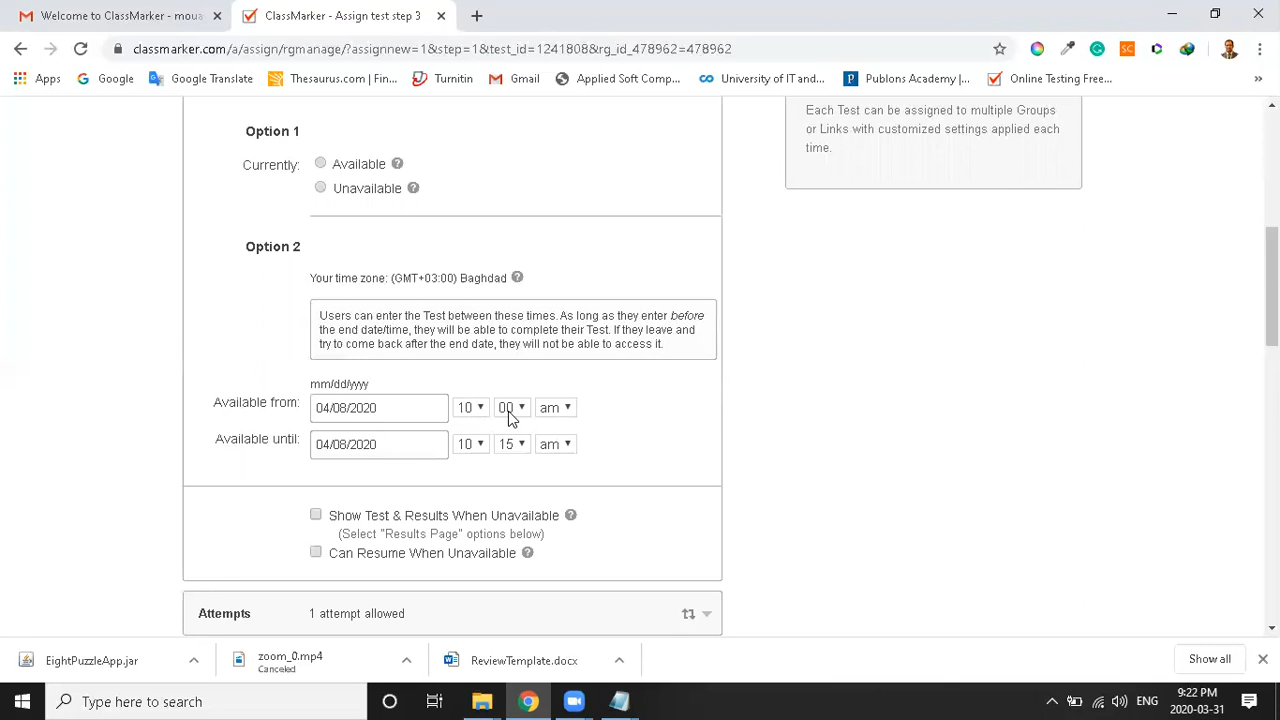 Welcome to ClassMarker - moua
ClassMarker - Assign test step 3
classmarker.com/a/assign/rgmanage/?assignnew=1&step=1&test_id=1241808&rg_id_478962=478962
Apps
Google
Google Translate
Thesaurus.com | Fin...
Turnitin
Gmail
Applied Soft Comp...
University of IT and...
Publons Academy |...
Online Testing Free...
Each Test can be assigned to multiple Groups
or Links with customized settings applied each
time.
Option 1
Currently:
Available
Unavailable
Option 2
Your time zone: (GMT+03:00) Baghdad
Users can enter the Test between these times. As long as they enter before
the end date/time, they will be able to complete their Test. If they leave and
try to come back after the end date, they will not be able to access it.
mm/dd/yyyy
Available from:
04/08/2020 10 00 am
Available until:
04/08/2020 10 15 am
Show Test & Results When Unavailable
(Select "Results Page" options below)
Can Resume When Unavailable
Attempts 1 attempt allowed
EightPuzzleApp.jar
zoom_0.mp4
Canceled
ReviewTemplate.docx
Show all
Type here to search
ENG
9:22 PM
2020-03-31